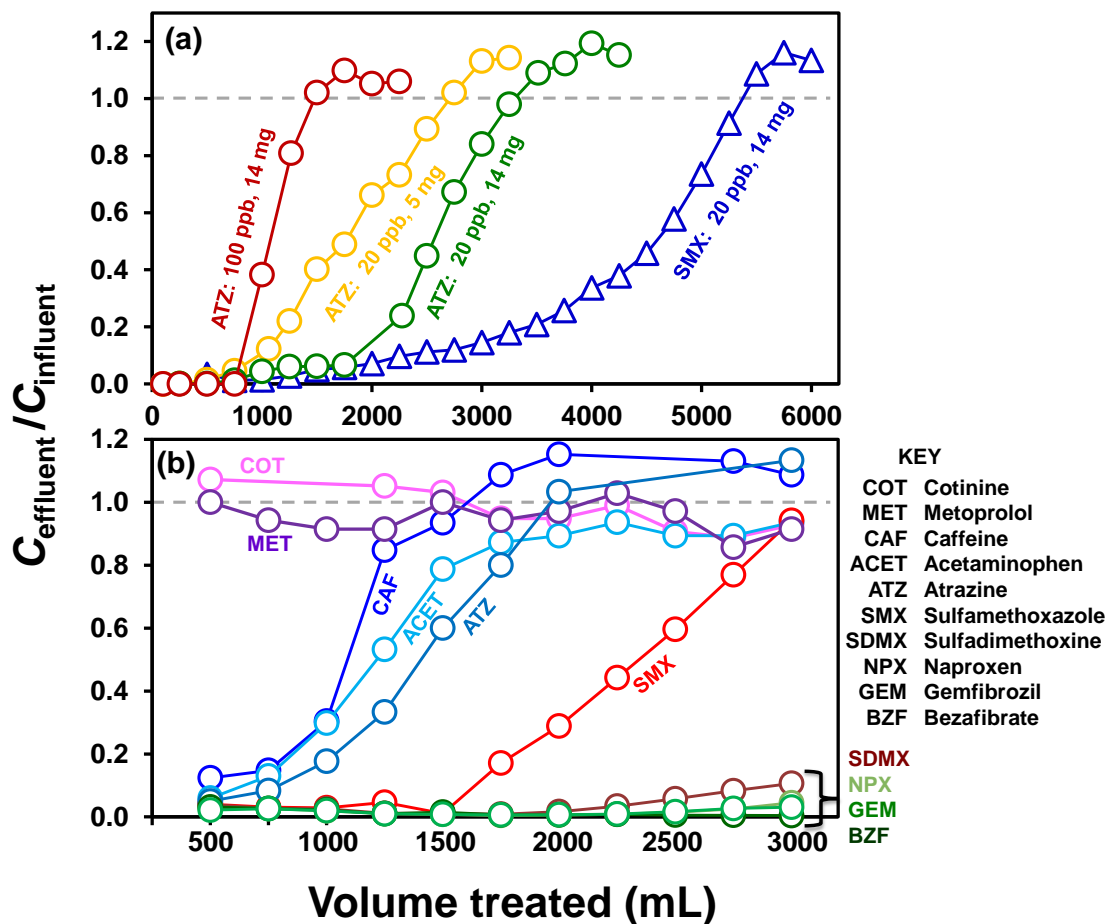 (a)
1.2
1.0
0.8
0.6
0.4
0.2
0.0
ATZ: 100 ppb, 14 mg
ATZ: 20 ppb, 5 mg
ATZ: 20 ppb, 14 mg
SMX: 20 ppb, 14 mg
0 1000 2000 3000 4000 5000 6000
Ceffluent/Cinfluent
(b)
1.2
1.0
0.8
0.6
0.4
0.2
0.0
COT
MET
CAF
ACET
ATZ
SMX
500 1000 1500 2000 2500 3000
Volume treated (mL)
KEY
COT Cotinine
MET Metoprolol
CAF Caffeine
ACET Acetaminophen
ATZ Atrazine
SMX Sulfamethoxazole
SDMX Sulfadimethoxine
NPX Naproxen
GEM Gemfibrozil
BZF Bezafibrate
SDMX
NPX
GEM
BZF